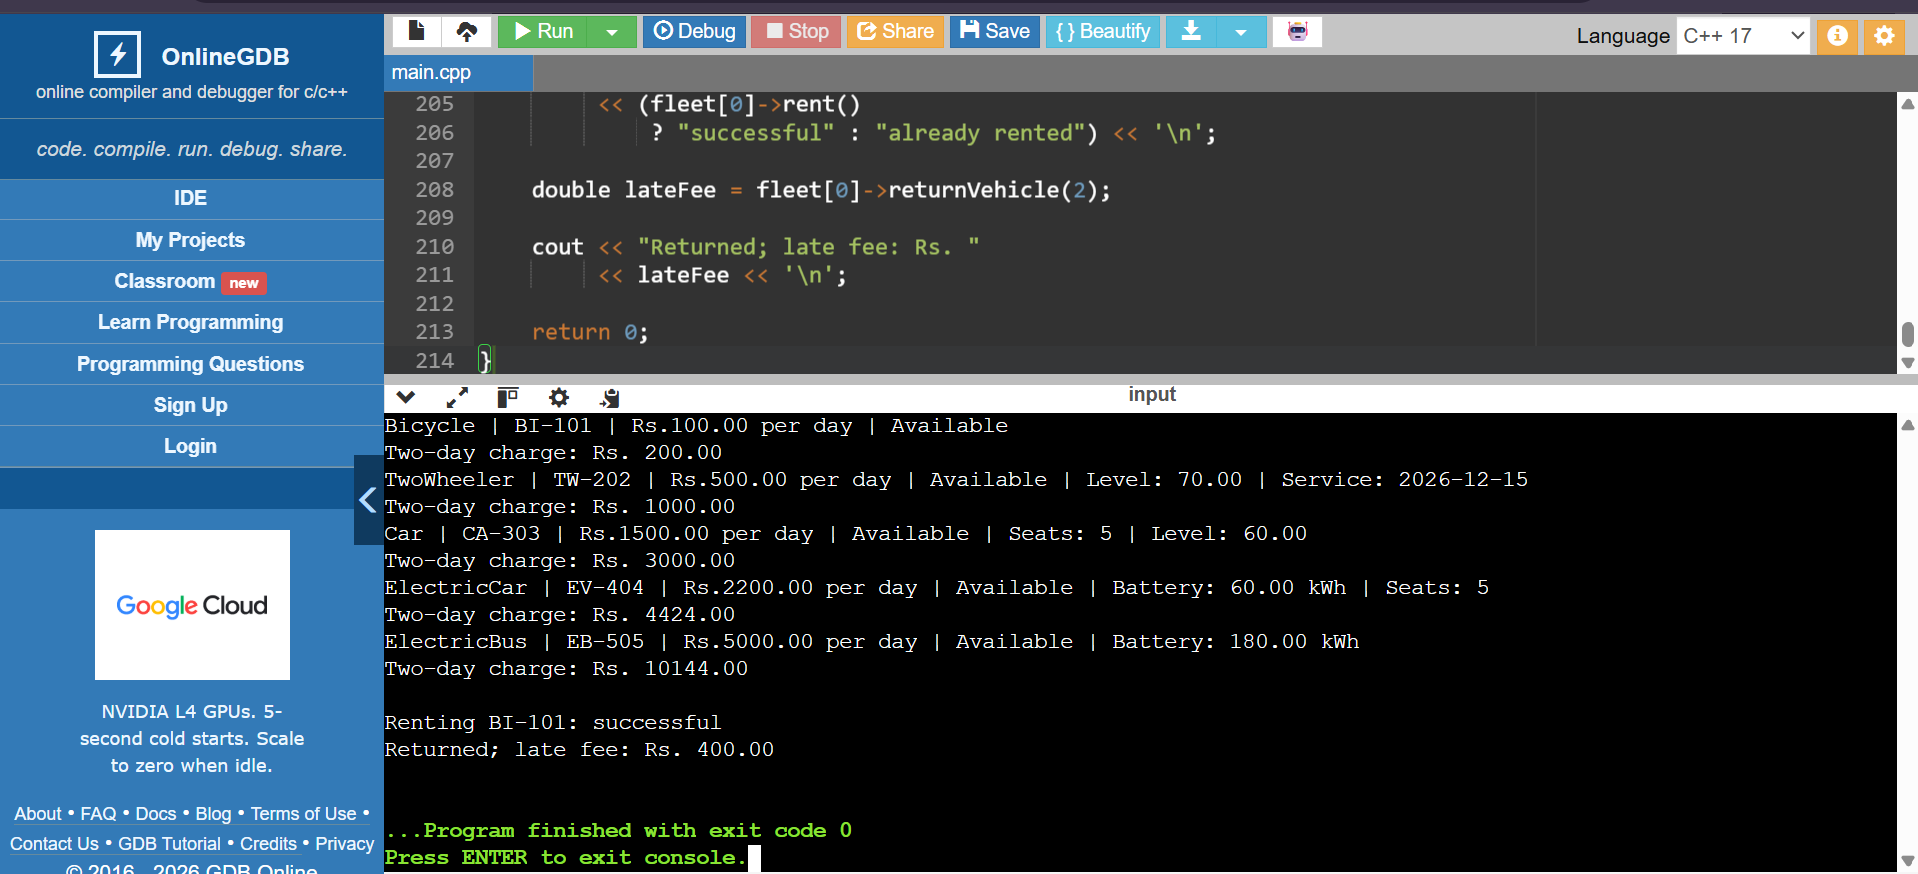 OnlineGDB
online compiler and debugger for c/c++
code. compile. run. debug. share.
IDE
My Projects
Classroom new
Learn Programming
Programming Questions
Sign Up
Login
Google Cloud
NVIDIA L4 GPUs. 5-
second cold starts. Scale
to zero when idle.
About • FAQ • Docs • Blog • Terms of Use •
Contact Us • GDB Tutorial • Credits • Privacy
© 2016 - 2026 GDB Online
Run Debug Stop Share Save { } Beautify Language C++ 17
main.cpp
205 << (fleet[0]->rent()
206 ? "successful" : "already rented") << '\n';
207
208 double lateFee = fleet[0]->returnVehicle(2);
209
210 cout << "Returned; late fee: Rs. "
211 << lateFee << '\n';
212
213 return 0;
214 }
input
Bicycle | BI-101 | Rs.100.00 per day | Available
Two-day charge: Rs. 200.00
TwoWheeler | TW-202 | Rs.500.00 per day | Available | Level: 70.00 | Service: 2026-12-15
Two-day charge: Rs. 1000.00
Car | CA-303 | Rs.1500.00 per day | Available | Seats: 5 | Level: 60.00
Two-day charge: Rs. 3000.00
ElectricCar | EV-404 | Rs.2200.00 per day | Available | Battery: 60.00 kWh | Seats: 5
Two-day charge: Rs. 4424.00
ElectricBus | EB-505 | Rs.5000.00 per day | Available | Battery: 180.00 kWh
Two-day charge: Rs. 10144.00
Renting BI-101: successful
Returned; late fee: Rs. 400.00
...Program finished with exit code 0
Press ENTER to exit console.